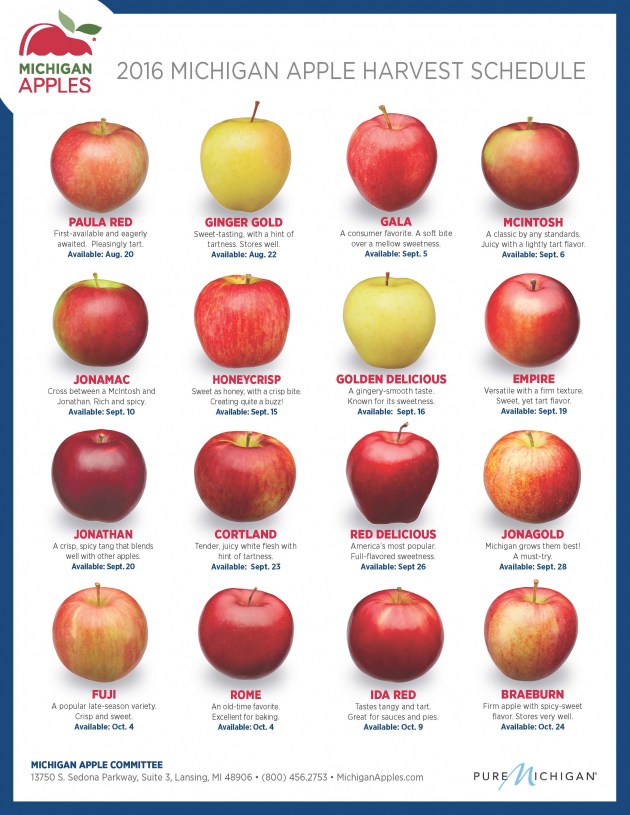 MICHIGAN
APPLES
2016 MICHIGAN APPLE HARVEST SCHEDULE
PAULA RED
First-available and eagerly
awaited. Pleasingly tart.
Available: Aug. 20
GINGER GOLD
Sweet-tasting, with a hint of
tartness. Stores well.
Available: Aug. 22
GALA
A consumer favorite. A soft bite
over a mellow sweetness.
Available: Sept. 5
MCINTOSH
A classic by any standards.
Juicy with a lightly tart flavor.
Available: Sept. 6
JONAMAC
Cross between a McIntosh and
Jonathan. Rich and spicy.
Available: Sept. 10
HONEYCRISP
Sweet as honey, with a crisp bite.
Creating quite a buzz!
Available: Sept. 15
GOLDEN DELICIOUS
A gingery-smooth taste.
Known for its sweetness.
Available: Sept. 16
EMPIRE
Versatile with a firm texture.
Sweet, yet tart flavor.
Available: Sept. 19
JONATHAN
A crisp, spicy tang that blends
well with other apples.
Available: Sept. 20
CORTLAND
Tender, juicy white flesh with
hint of tartness.
Available: Sept. 23
RED DELICIOUS
America's most popular.
Full-flavored sweetness.
Available: Sept 26
JONAGOLD
Michigan grows them best!
A must-try.
Available: Sept. 28
FUJI
A popular late-season variety.
Crisp and sweet.
Available: Oct. 4
ROME
An old-time favorite.
Excellent for baking.
Available: Oct. 4
IDA RED
Tastes tangy and tart.
Great for sauces and pies.
Available: Oct. 9
BRAEBURN
Firm apple with spicy-sweet
flavor. Stores very well.
Available: Oct. 24
MICHIGAN APPLE COMMITTEE
13750 S. Sedona Parkway, Suite 3, Lansing, MI 48906 • (800) 456.2753 • MichiganApples.com
PURE MICHIGAN®